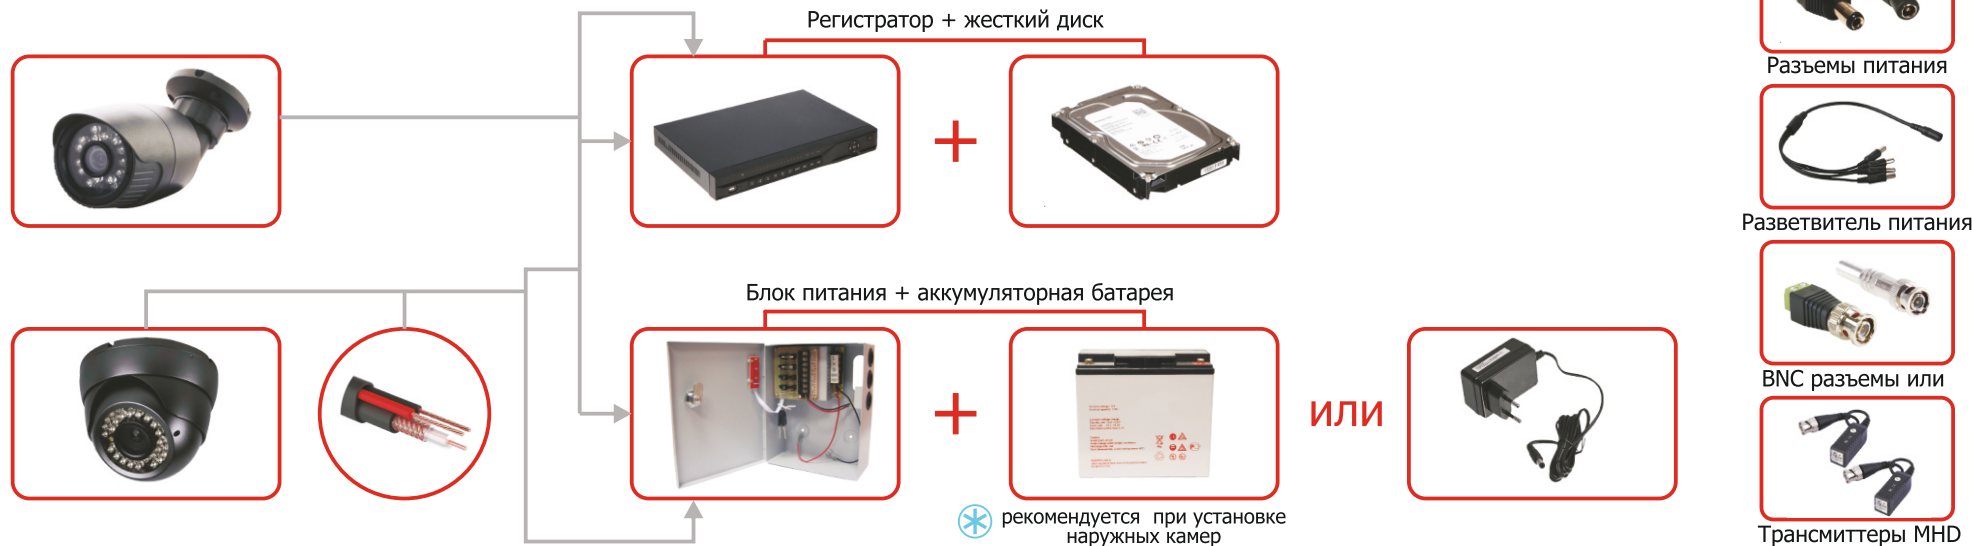 Регистратор + жесткий диск
Разъемы питания
Разветвитель питания
Блок питания + аккумуляторная батарея
или
BNC разъемы или
рекомендуется при установке
наружных камер
Трансмиттеры MHD